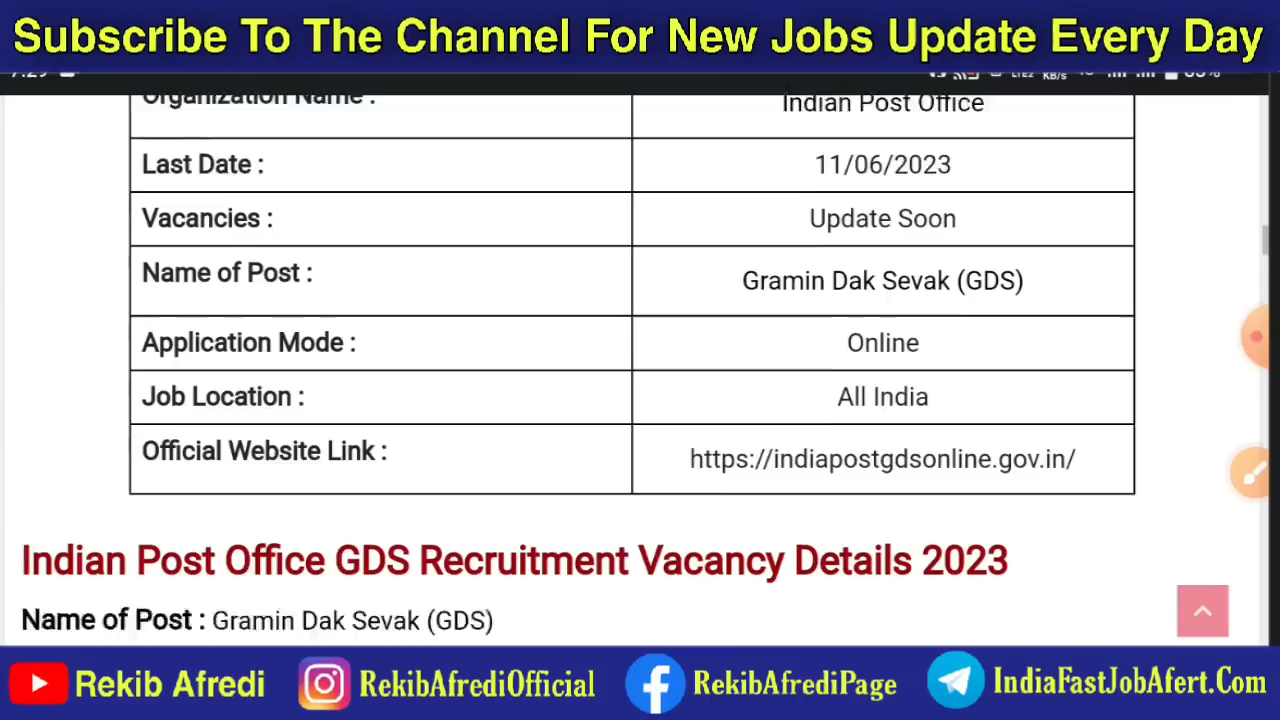 Subscribe To The Channel For New Jobs Update Every Day
Organization Name : Indian Post Office
Last Date : 11/06/2023
Vacancies : Update Soon
Name of Post : Gramin Dak Sevak (GDS)
Application Mode : Online
Job Location : All India
Official Website Link : https://indiapostgdsonline.gov.in/
Indian Post Office GDS Recruitment Vacancy Details 2023
Name of Post : Gramin Dak Sevak (GDS)
Rekib Afredi RekibAfrediOfficial RekibAfrediPage IndiaFastJobAfert.Com